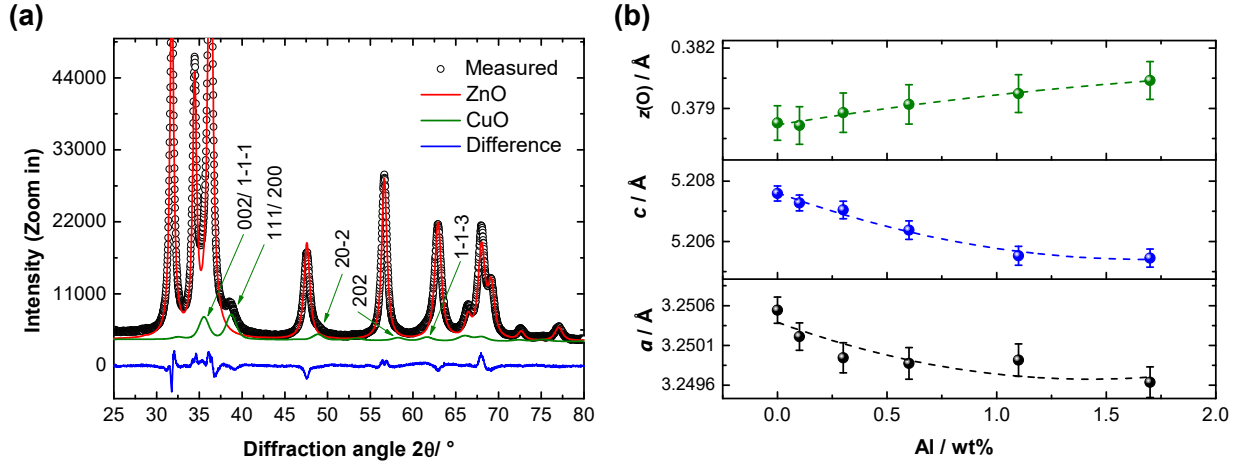 (a)
Intensity (Zoom in)
44000
33000
22000
11000
0
Measured
ZnO
CuO
Difference
002/ 1-1-1
111/ 200
20-2
202
1-1-3
25 30 35 40 45 50 55 60 65 70 75 80
Diffraction angle 2θ/ °
(b)
z(O) / Å
0.382
0.379
c / Å
5.208
5.206
a / Å
3.2506
3.2501
3.2496
0.0 0.5 1.0 1.5 2.0
Al / wt%